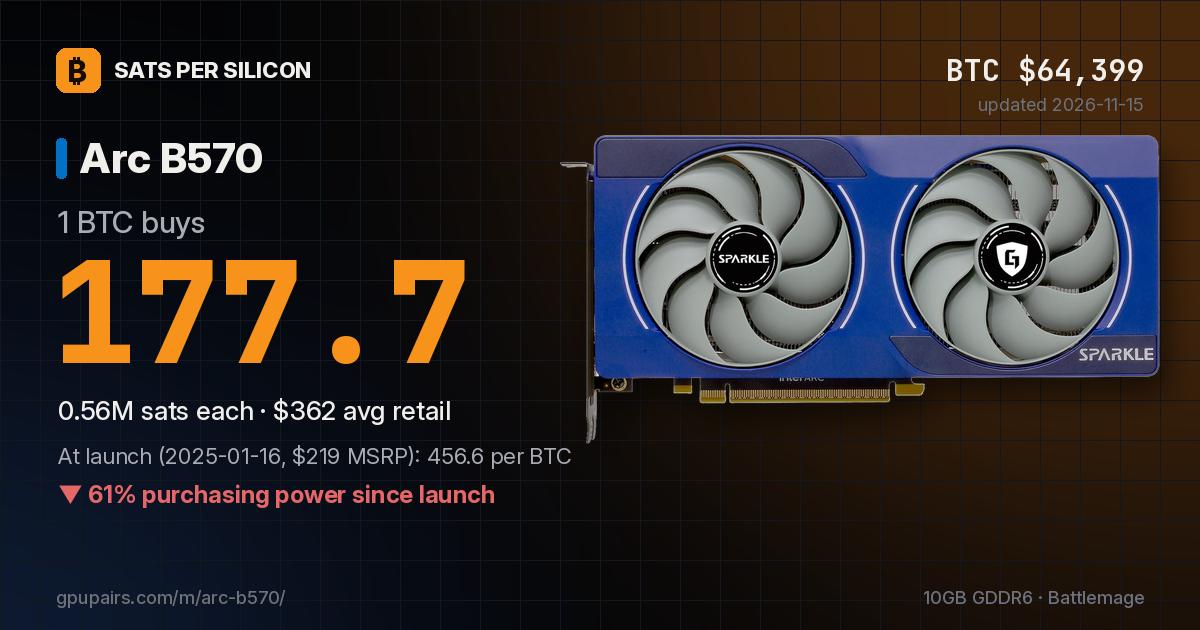 SATS PER SILICON
BTC $64,399
updated 2026-11-15
Arc B570
1 BTC buys
177.7
0.56M sats each · $362 avg retail
At launch (2025-01-16, $219 MSRP): 456.6 per BTC
▼ 61% purchasing power since launch
SPARKLE
SPARKLE
intel ARC
gpupairs.com/m/arc-b570/
10GB GDDR6 · Battlemage